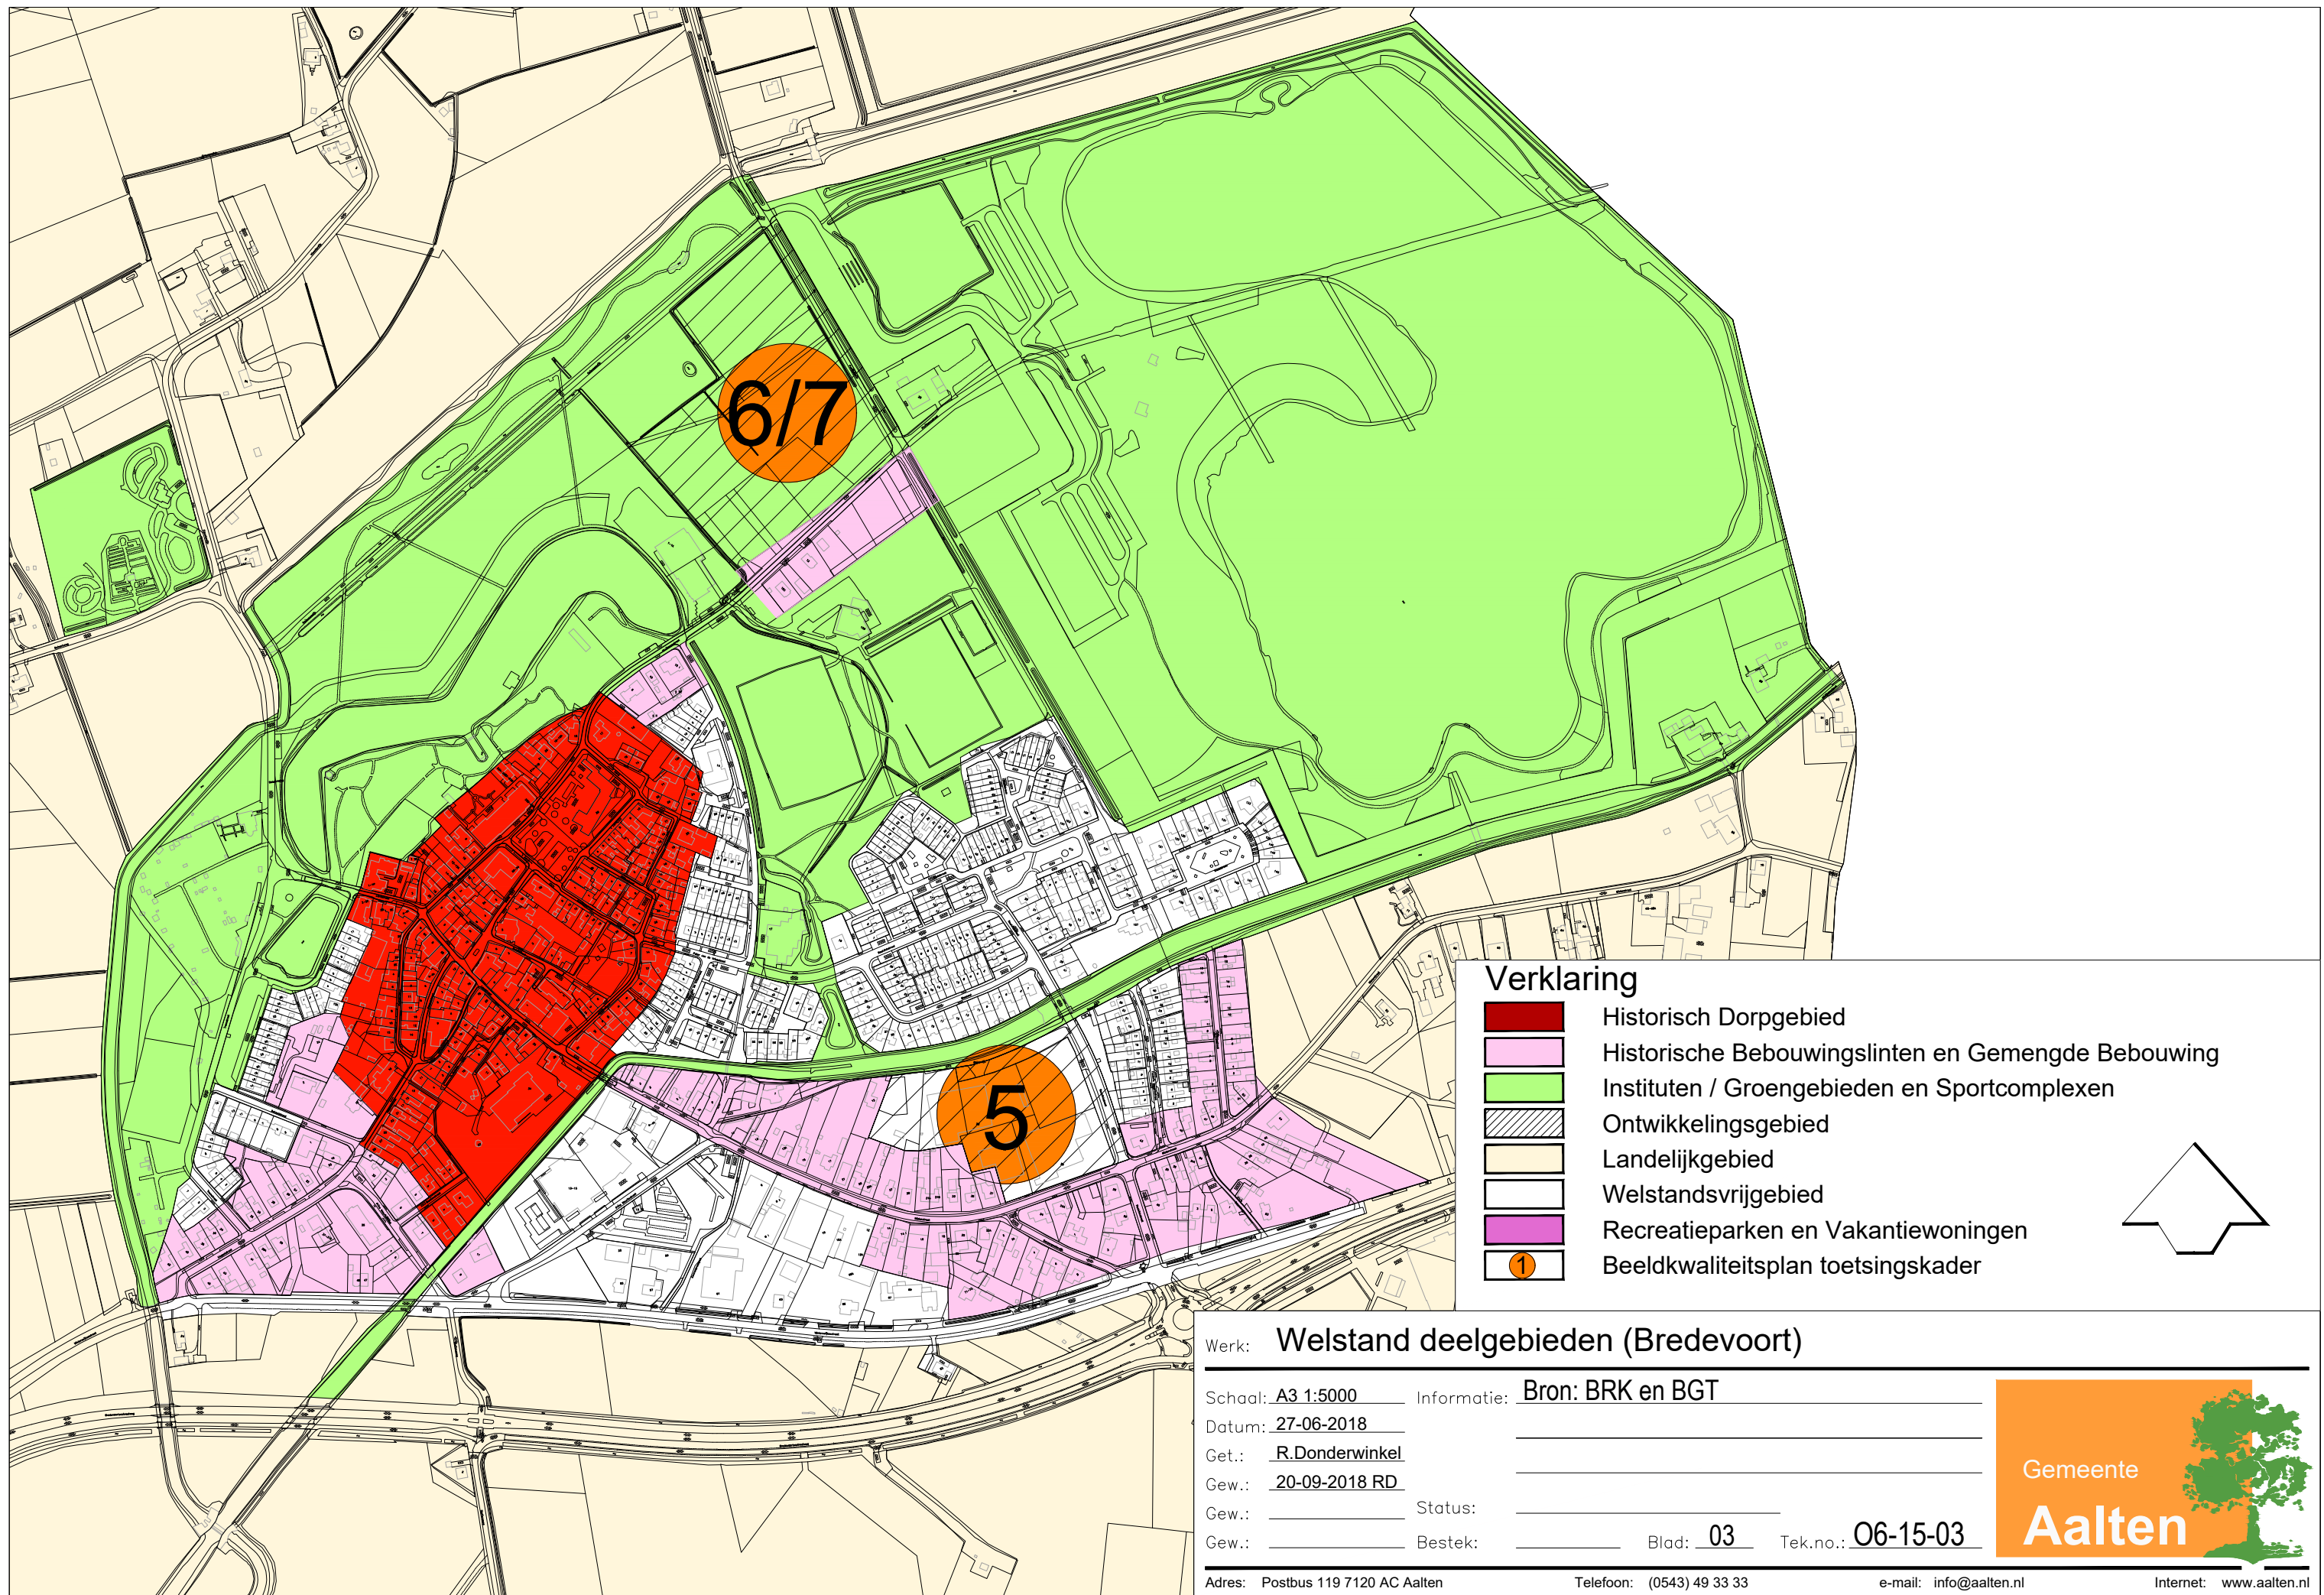 6/7
5
Verklaring
Historisch Dorpgebied
Historische Bebouwingslinten en Gemengde Bebouwing
Instituten / Groengebieden en Sportcomplexen
Ontwikkelingsgebied
Landelijkgebied
Welstandsvrijgebied
Recreatieparken en Vakantiewoningen
1 Beeldkwaliteitsplan toetsingskader
Werk: Welstand deelgebieden (Bredevoort)
Schaal: A3 1:5000 Informatie: Bron: BRK en BGT
Datum: 27-06-2018
Get.: R.Donderwinkel
Gew.: 20-09-2018 RD
Gew.: Status:
Gew.: Bestek: Blad: 03 Tek.no.: O6-15-03
Gemeente
Aalten
Adres: Postbus 119 7120 AC Aalten Telefoon: (0543) 49 33 33 e-mail: info@aalten.nl Internet: www.aalten.nl